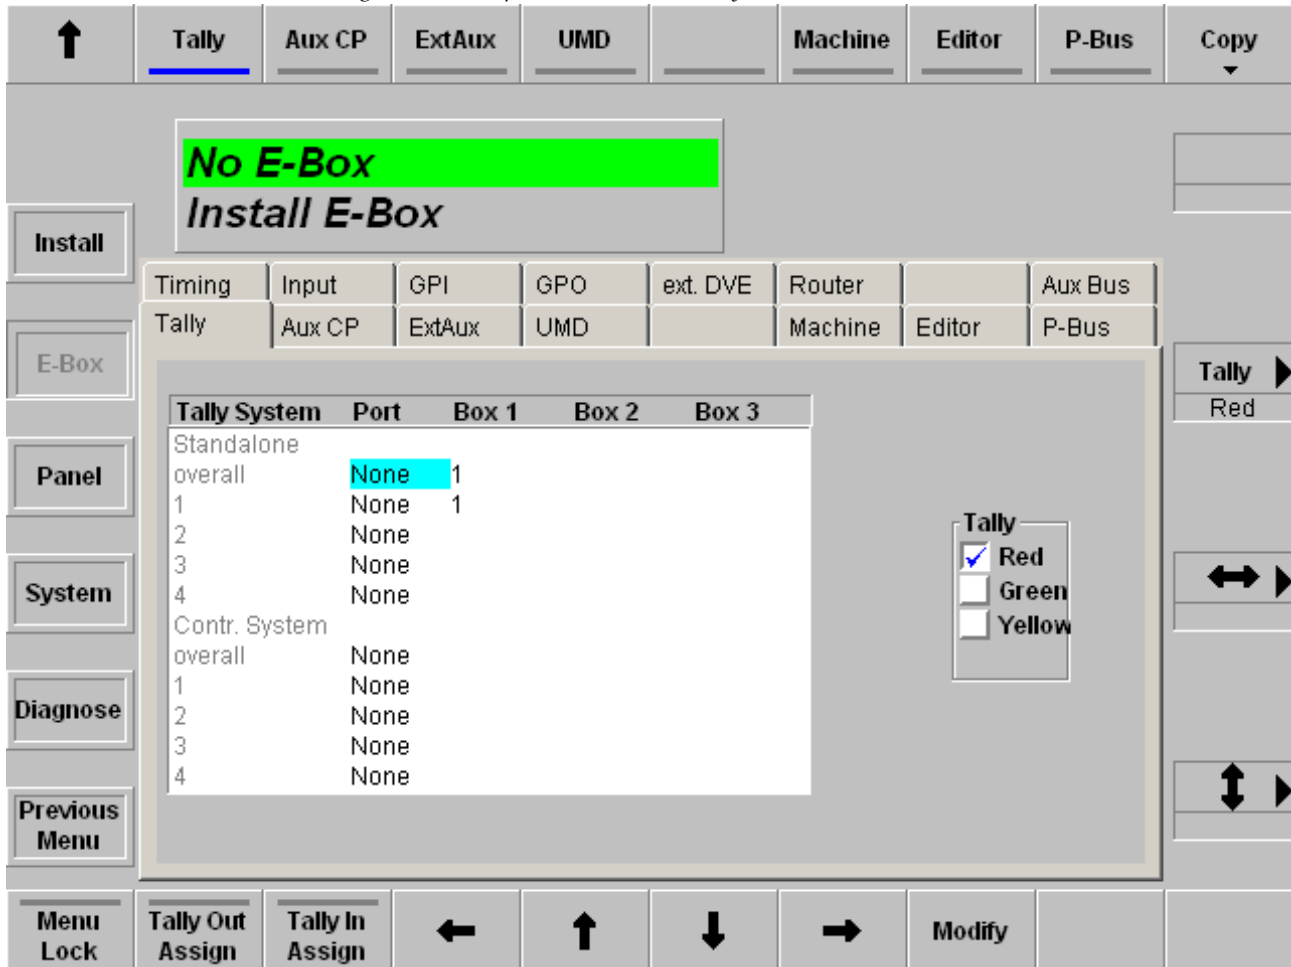 Tally Aux CP ExtAux UMD Machine Editor P-Bus Copy
No E-Box
Install E-Box
Install
Timing Input GPI GPO ext. DVE Router Aux Bus
Tally Aux CP ExtAux UMD Machine Editor P-Bus
E-Box
Tally
Red
Tally System Port Box 1 Box 2 Box 3
Standalone
overall None 1
1 None 1
2 None
3 None
4 None
Contr. System
overall None
1 None
2 None
3 None
4 None
Tally
Red
Green
Yellow
Panel
System
Diagnose
Previous
Menu
Menu
Lock
Tally Out
Assign
Tally In
Assign
Modify